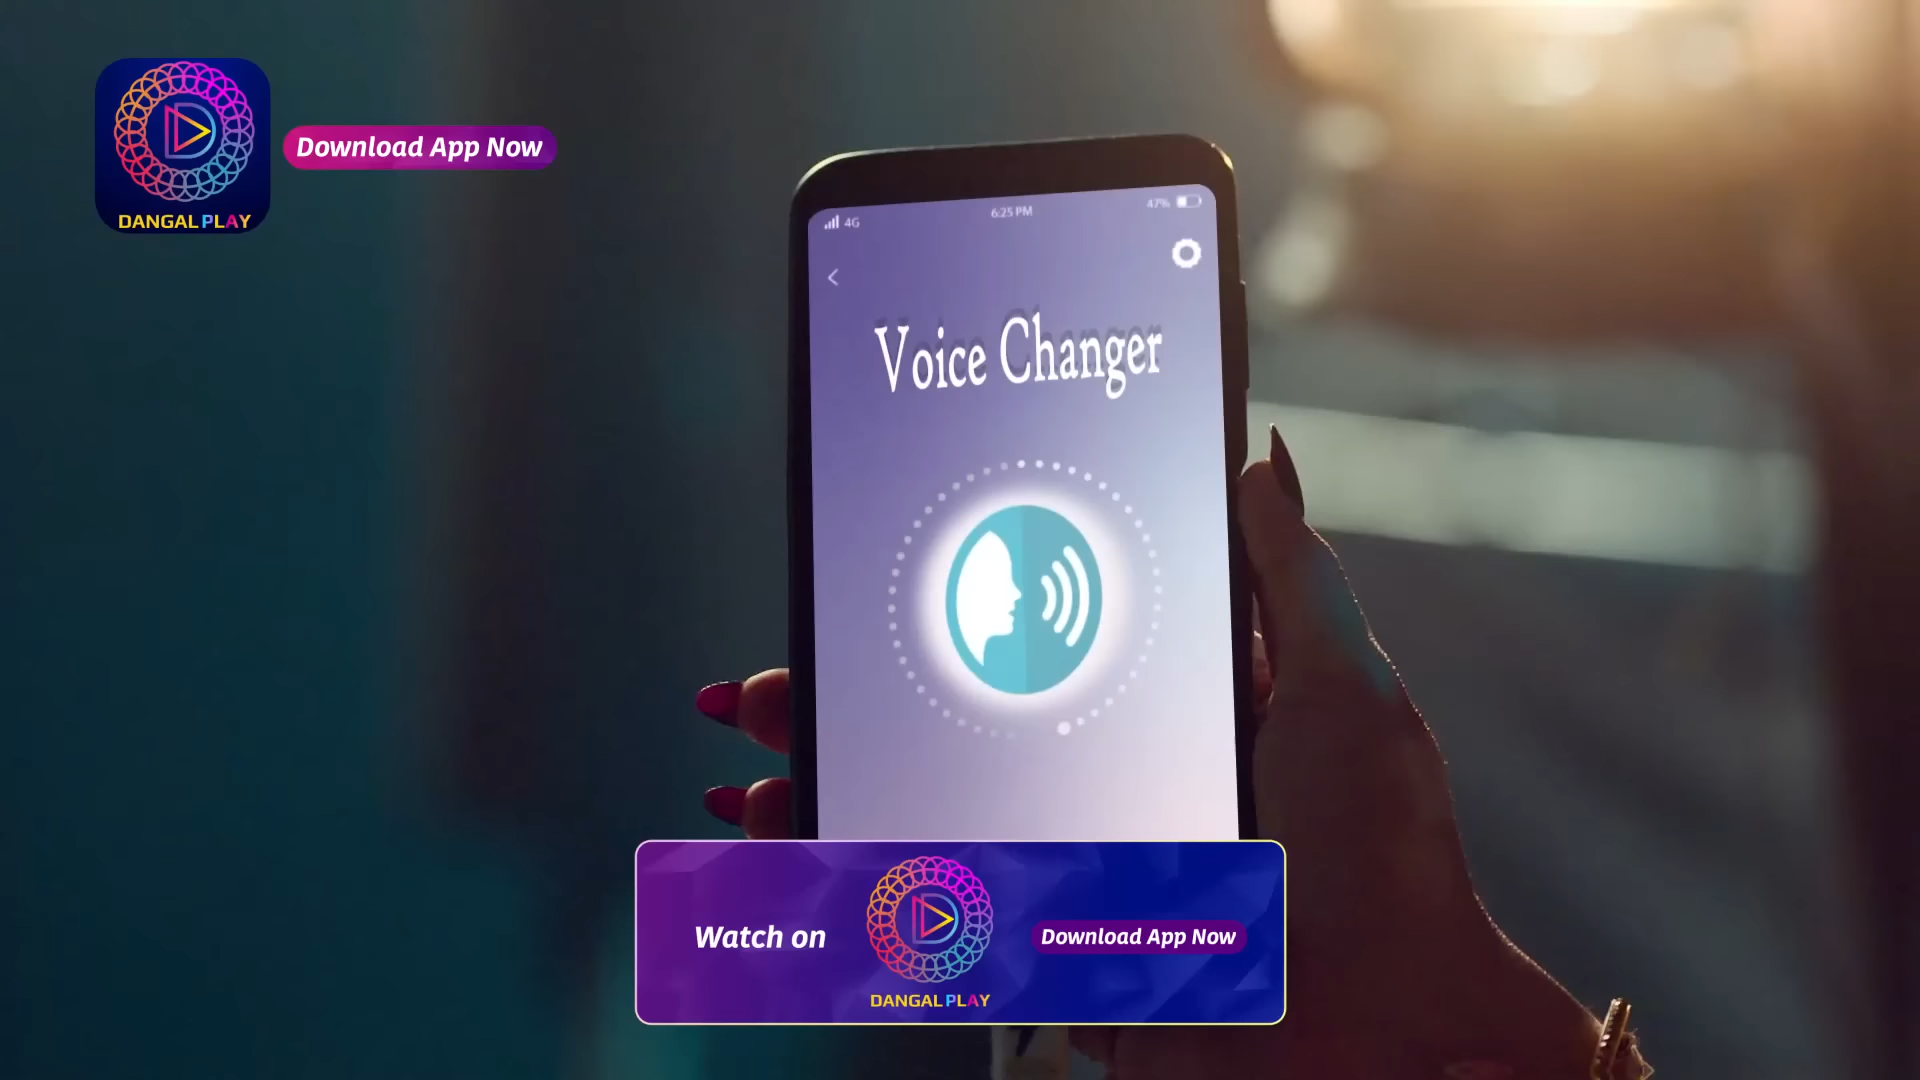 DANGAL PLAY
Download App Now
4G
6:25 PM
47%
Voice Changer
Watch on
DANGAL PLAY
Download App Now